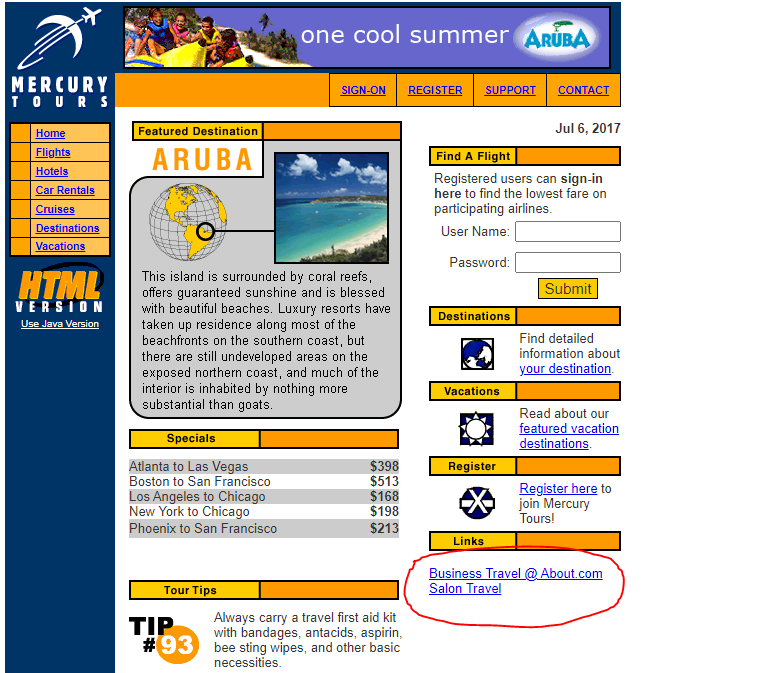 MERCURY
TOURS
one cool summer
ARUBA
SIGN-ON
REGISTER
SUPPORT
CONTACT
Home
Flights
Hotels
Car Rentals
Cruises
Destinations
Vacations
HTML
VERSION
Use Java Version
Featured Destination
ARUBA
This island is surrounded by coral reefs,
offers guaranteed sunshine and is blessed
with beautiful beaches. Luxury resorts have
taken up residence along most of the
beachfronts on the southern coast, but
there are still undeveloped areas on the
exposed northern coast, and much of the
interior is inhabited by nothing more
substantial than goats.
Specials
Atlanta to Las Vegas $398
Boston to San Francisco $513
Los Angeles to Chicago $168
New York to Chicago $198
Phoenix to San Francisco $213
Tour Tips
TIP
#93
Always carry a travel first aid kit
with bandages, antacids, aspirin,
bee sting wipes, and other basic
necessities.
Jul 6, 2017
Find A Flight
Registered users can sign-in
here to find the lowest fare on
participating airlines.
User Name:
Password:
Submit
Destinations
Find detailed
information about
your destination.
Vacations
Read about our
featured vacation
destinations.
Register
Register here to
join Mercury
Tours!
Links
Business Travel @ About.com
Salon Travel